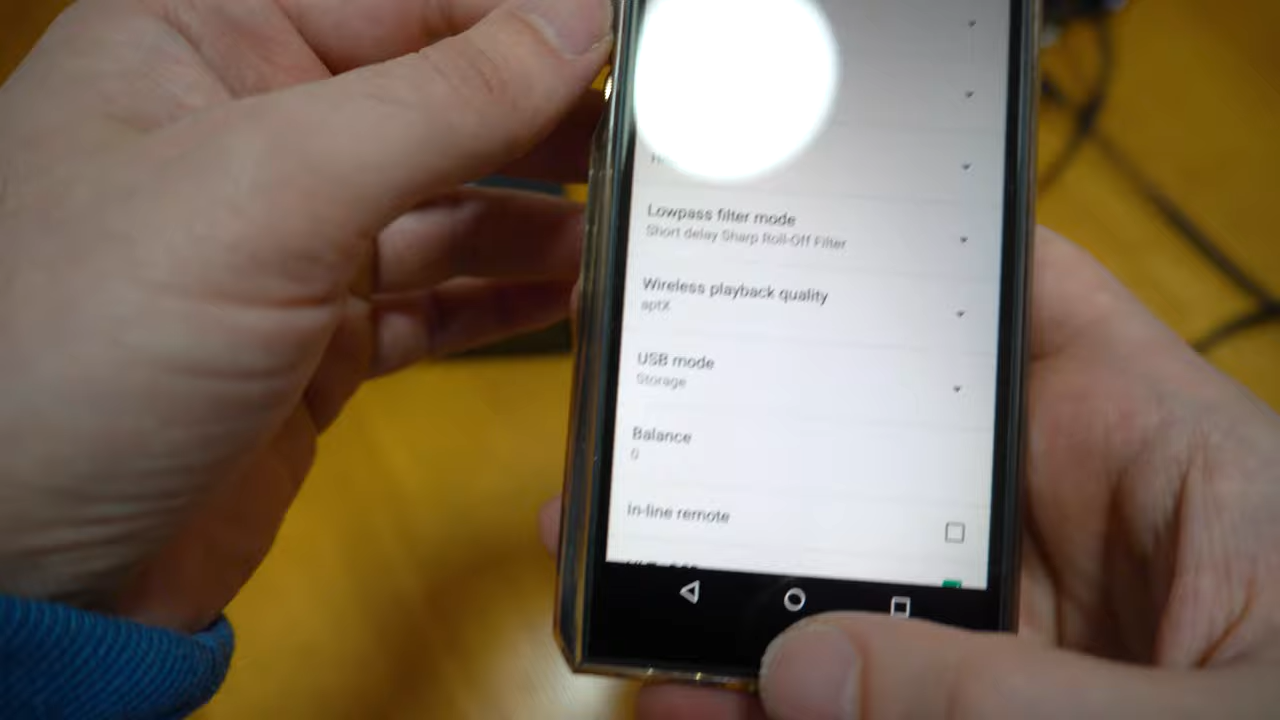 Lowpass filter mode
Short delay Sharp Roll-Off Filter
Wireless playback quality
aptX
USB mode
Storage
Balance
0
In-line remote